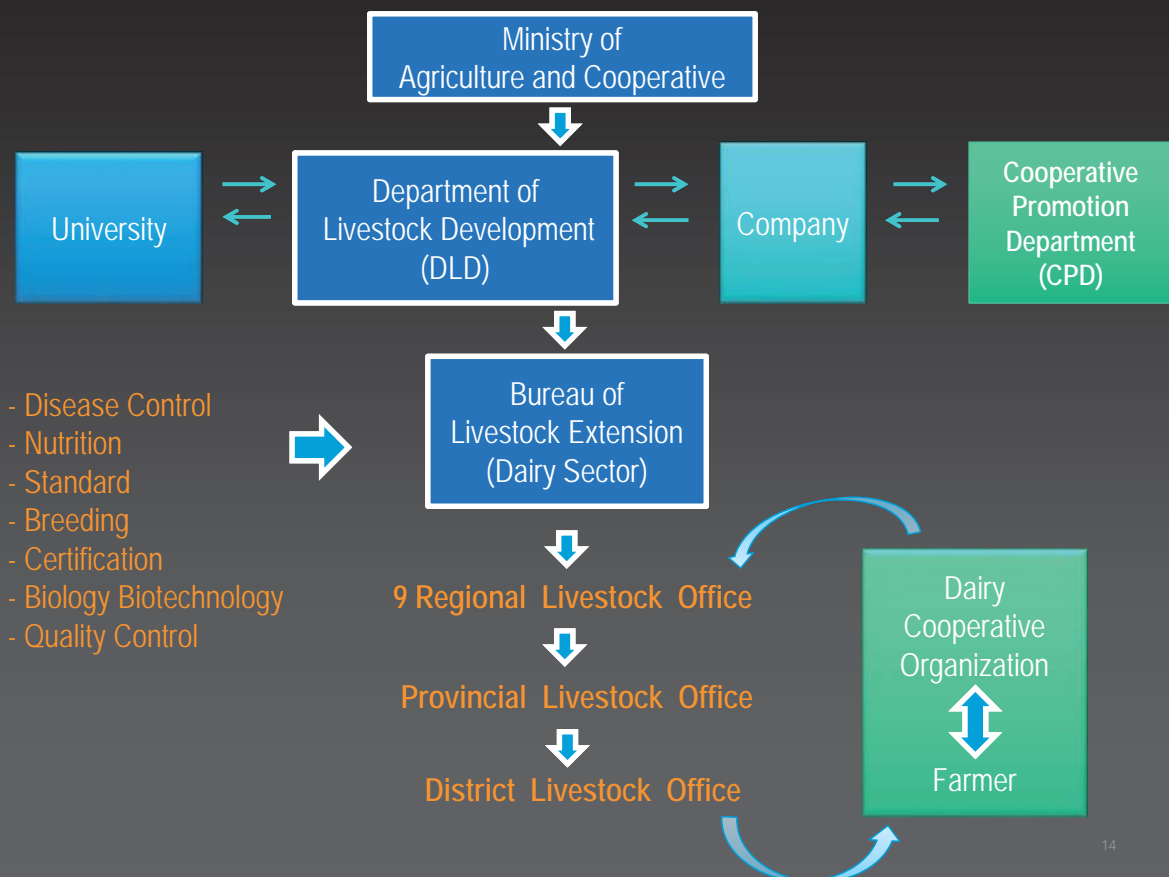 Ministry of
Agriculture and Cooperative
University
Department of
Livestock Development
(DLD)
Company
Cooperative
Promotion
Department
(CPD)
- Disease Control
- Nutrition
- Standard
- Breeding
- Certification
- Biology Biotechnology
- Quality Control
Bureau of
Livestock Extension
(Dairy Sector)
9 Regional Livestock Office
Provincial Livestock Office
District Livestock Office
Dairy
Cooperative
Organization
Farmer
14